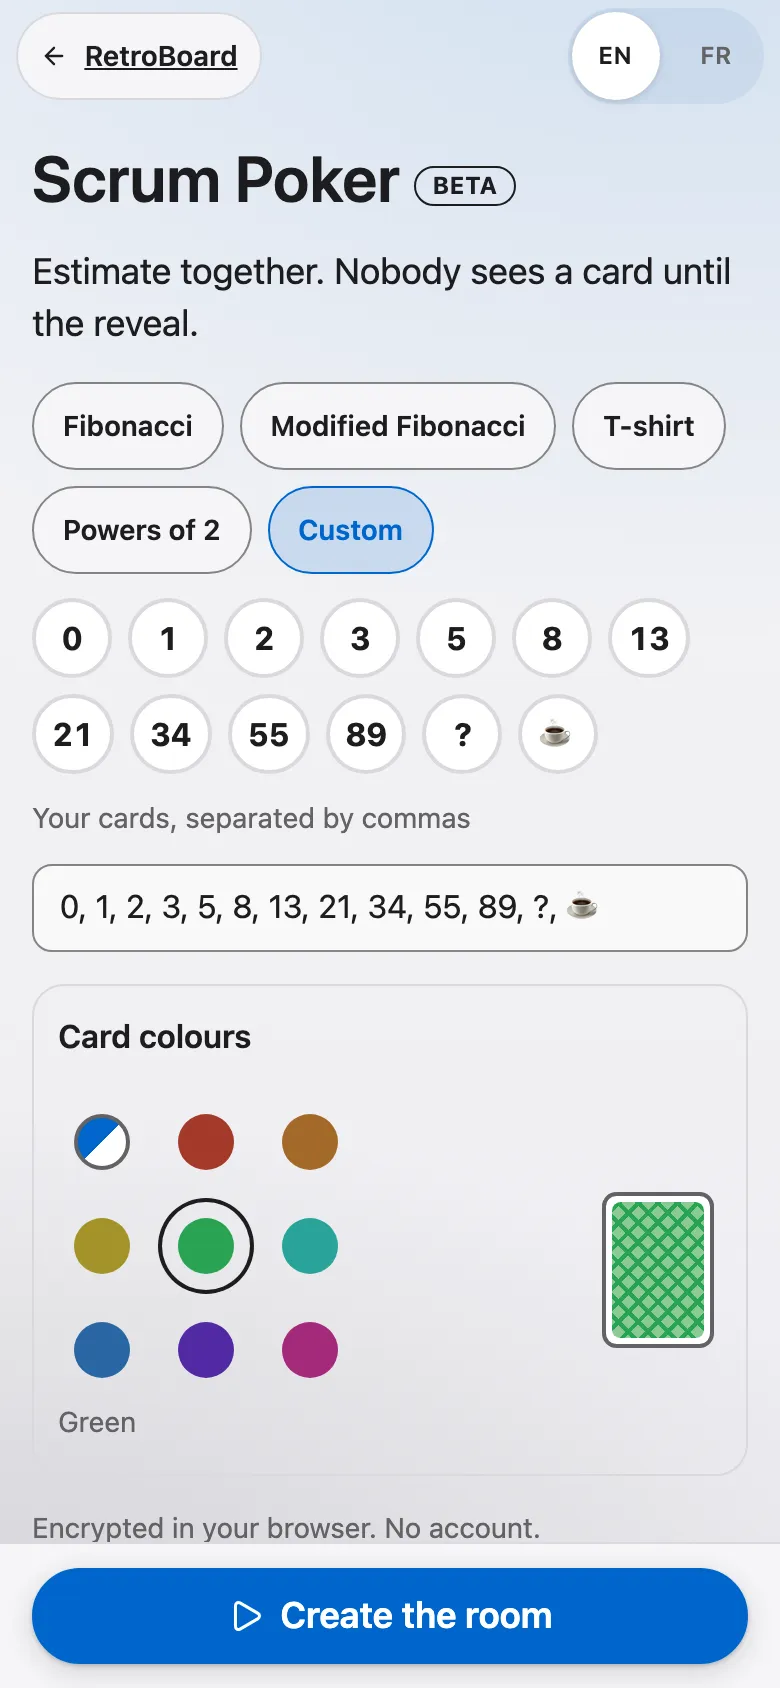 ← RetroBoard
EN FR
Scrum Poker BETA
Estimate together. Nobody sees a card until
the reveal.
Fibonacci Modified Fibonacci T-shirt
Powers of 2 Custom
0 1 2 3 5 8 13
21 34 55 89 ? ☕
Your cards, separated by commas
0, 1, 2, 3, 5, 8, 13, 21, 34, 55, 89, ?, ☕
Card colours
Green
Encrypted in your browser. No account.
Create the room